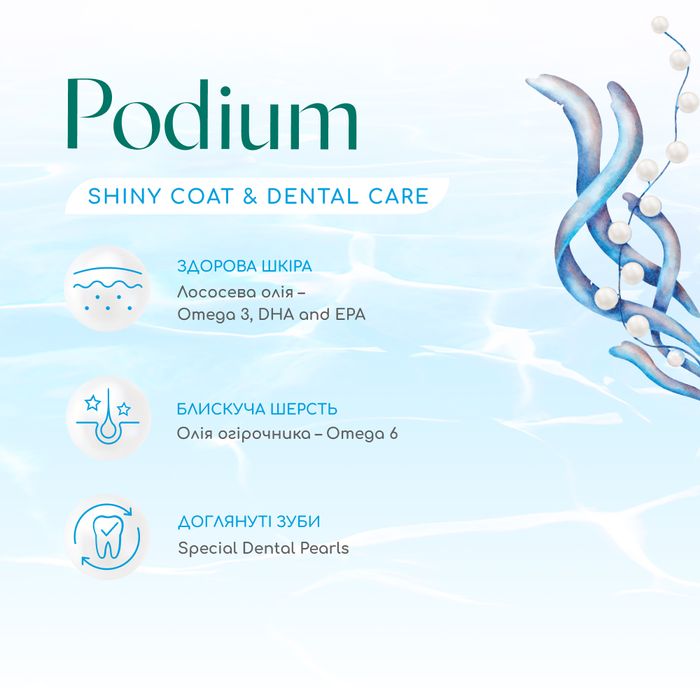 Podium
SHINY COAT & DENTAL CARE
ЗДОРОВА ШКІРА
Лососева олія –
Omega 3, DHA and EPA
БЛИСКУЧА ШЕРСТЬ
Олія огірочника – Omega 6
ДОГЛЯНУТІ ЗУБИ
Special Dental Pearls